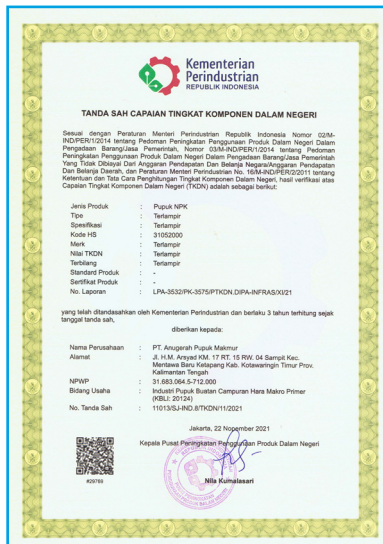 Kementerian
Perindustrian
REPUBLIK INDONESIA
TANDA SAH CAPAIAN TINGKAT KOMPONEN DALAM NEGERI
Sesuai dengan Peraturan Menteri Perindustrian Republik Indonesia Nomor 02/M-
IND/PER/1/2014 tentang Pedoman Peningkatan Penggunaan Produk Dalam Negeri Dalam
Pengadaan Barang/Jasa Pemerintah, Nomor 03/M-IND/PER/1/2014 tentang Pedoman
Peningkatan Penggunaan Produk Dalam Negeri Dalam Pengadaan Barang/Jasa Pemerintah
Yang Tidak Dibiayai Dari Anggaran Pendapatan Dan Belanja Negara/Anggaran Pendapatan
Dan Belanja Daerah, dan Peraturan Menteri Perindustrian No. 16/M-IND/PER/2/2011 tentang
Ketentuan dan Tata Cara Penghitungan Tingkat Komponen Dalam Negeri, hasil verifikasi atas
Capaian Tingkat Komponen Dalam Negeri (TKDN) adalah sebagai berikut:
Jenis Produk : Pupuk NPK
Tipe : Terlampir
Spesifikasi : Terlampir
Kode HS : 31052000
Merk : Terlampir
Nilai TKDN : Terlampir
Terbilang : Terlampir
Standard Produk : -
Sertifikat Produk : -
No. Laporan : LPA-3532/PK-3575/PTKDN.DIPA-INFRAS/XI/21
yang telah ditandasahkan oleh Kementerian Perindustrian dan berlaku 3 tahun terhitung sejak
tanggal tanda sah,
diberikan kepada:
Nama Perusahaan : PT. Anugerah Pupuk Makmur
Alamat : Jl. H.M. Arsyad KM. 17 RT. 15 RW. 04 Sampit Kec.
Mentawa Baru Ketapang Kab. Kotawaringin Timur Prov.
Kalimantan Tengah
NPWP : 31.683.064.5-712.000
Bidang Usaha : Industri Pupuk Buatan Campuran Hara Makro Primer
(KBLI: 20124)
No. Tanda Sah : 11013/SJ-IND.8/TKDN/11/2021
Jakarta, 22 Nopember 2021
Kepala Pusat Peningkatan Penggunaan Produk Dalam Negeri
#29769
Nila Kumalasari